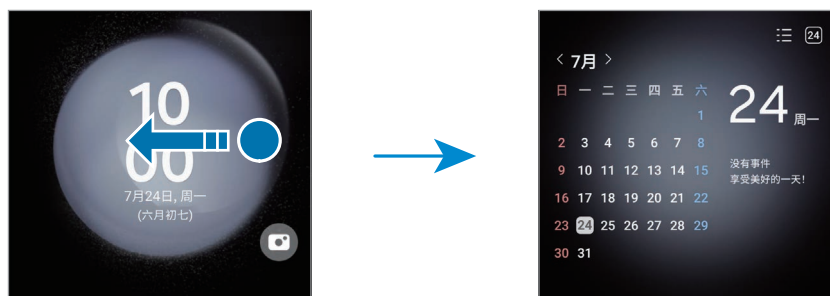 10
00
7月24日, 周一
(六月初七)
24
< 7月 >
日 一 二 三 四 五 六
1
2 3 4 5 6 7 8
9 10 11 12 13 14 15
16 17 18 19 20 21 22
23 24 25 26 27 28 29
30 31
24 周一
没有事件
享受美好的一天!